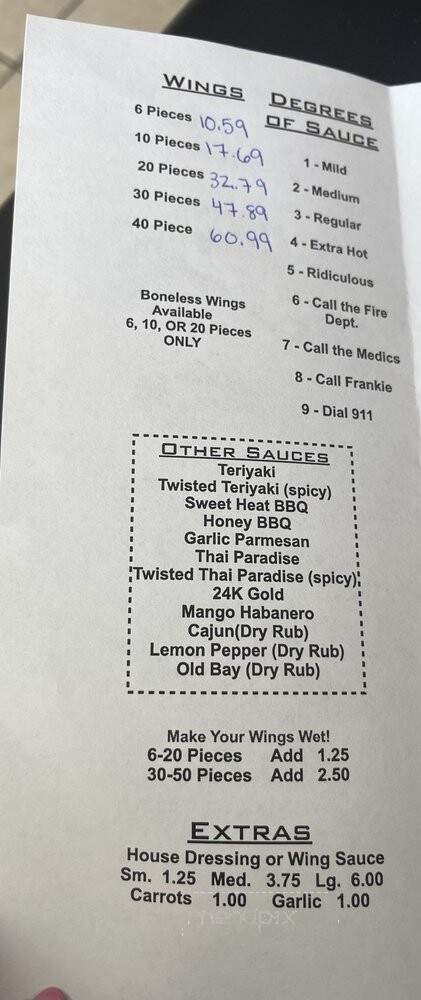 WINGS
6 Pieces 10.59
10 Pieces 17.69
20 Pieces 32.79
30 Pieces 47.89
40 Piece 60.99
Boneless Wings
Available
6, 10, OR 20 Pieces
ONLY
DEGREES
OF SAUCE
1 - Mild
2 - Medium
3 - Regular
4 - Extra Hot
5 - Ridiculous
6 - Call the Fire
Dept.
7 - Call the Medics
8 - Call Frankie
9 - Dial 911
OTHER SAUCES
Teriyaki
Twisted Teriyaki (spicy)
Sweet Heat BBQ
Honey BBQ
Garlic Parmesan
Thai Paradise
Twisted Thai Paradise (spicy)
24K Gold
Mango Habanero
Cajun(Dry Rub)
Lemon Pepper (Dry Rub)
Old Bay (Dry Rub)
Make Your Wings Wet!
6-20 Pieces Add 1.25
30-50 Pieces Add 2.50
EXTRAS
House Dressing or Wing Sauce
Sm. 1.25 Med. 3.75 Lg. 6.00
Carrots 1.00 Garlic 1.00